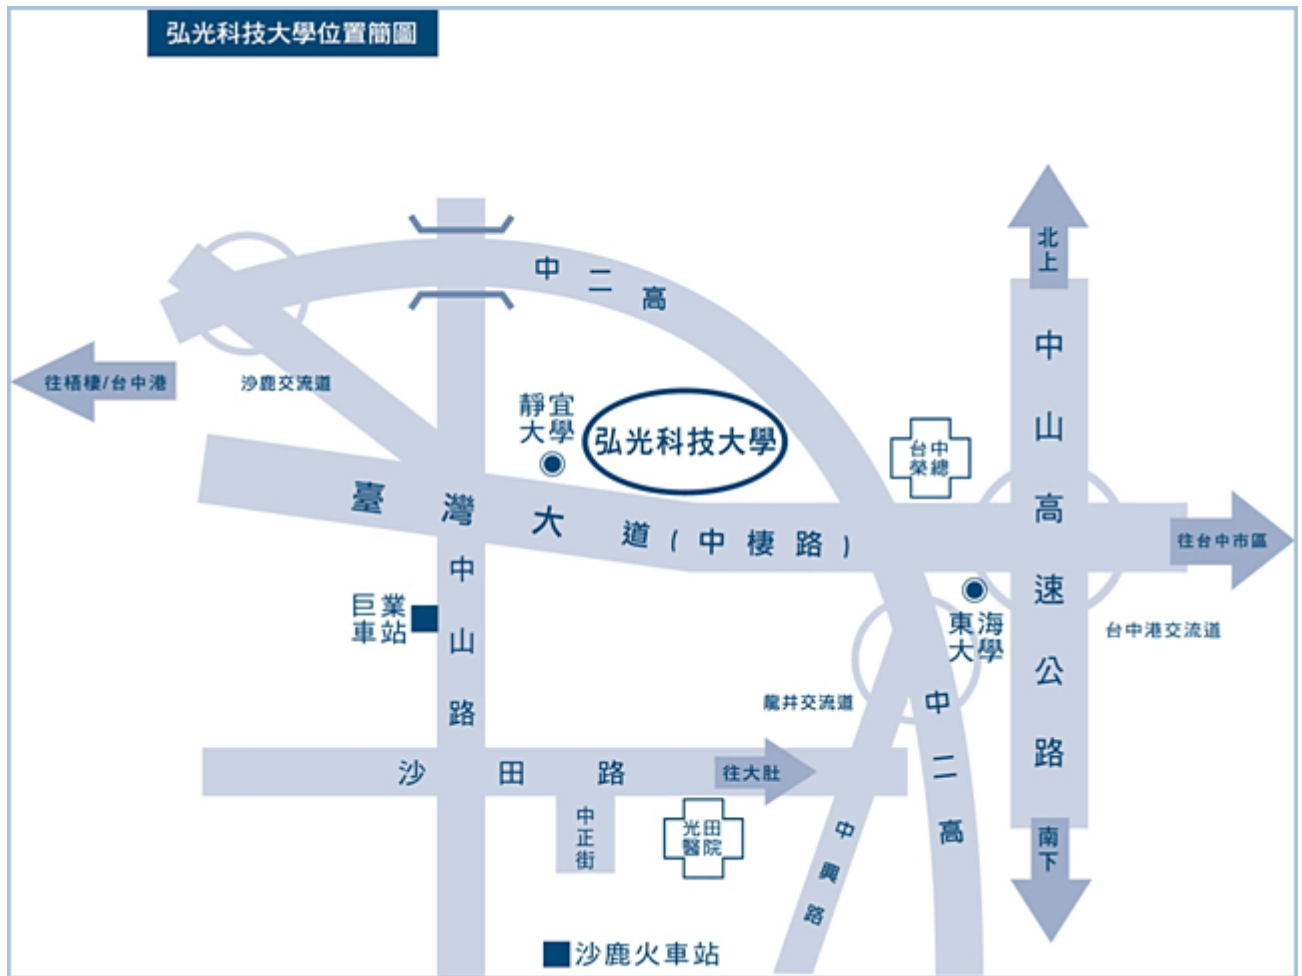 弘光科技大學位置簡圖
北上
中二高
中山高速公路
往梧棲/台中港
沙鹿交流道
靜宜
大學
弘光科技大學
台中
榮總
臺灣大道(中棲路)
往台中市區
中山路
巨業
車站
東海
大學
台中港交流道
龍井交流道
中二高
沙田路
往大肚
中正街
光田
醫院
中興路
南下
沙鹿火車站